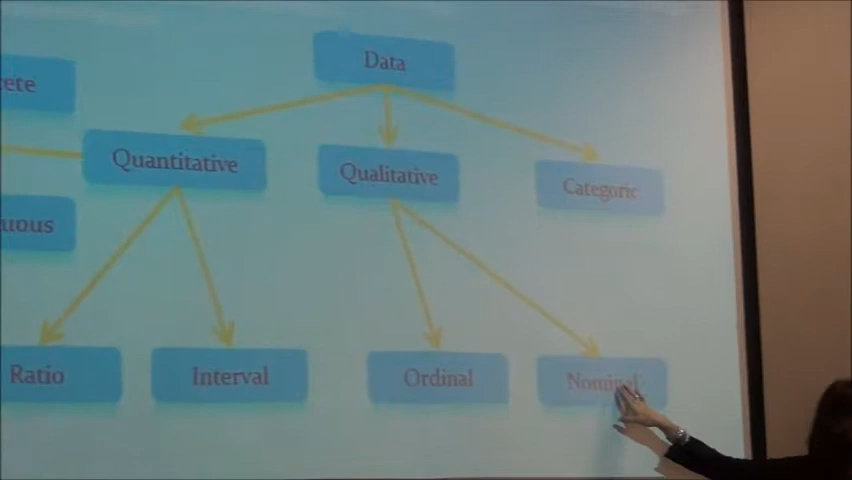 Data
Quantitative
Qualitative
Categoric
Ratio
Interval
Ordinal
Nominal